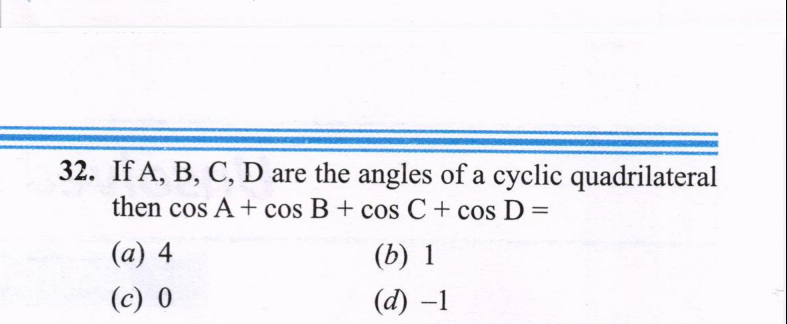 32. If A, B, C, D are the angles of a cyclic quadrilateral
then cos A + cos B + cos C + cos D =
(a) 4 (b) 1
(c) 0 (d) –1